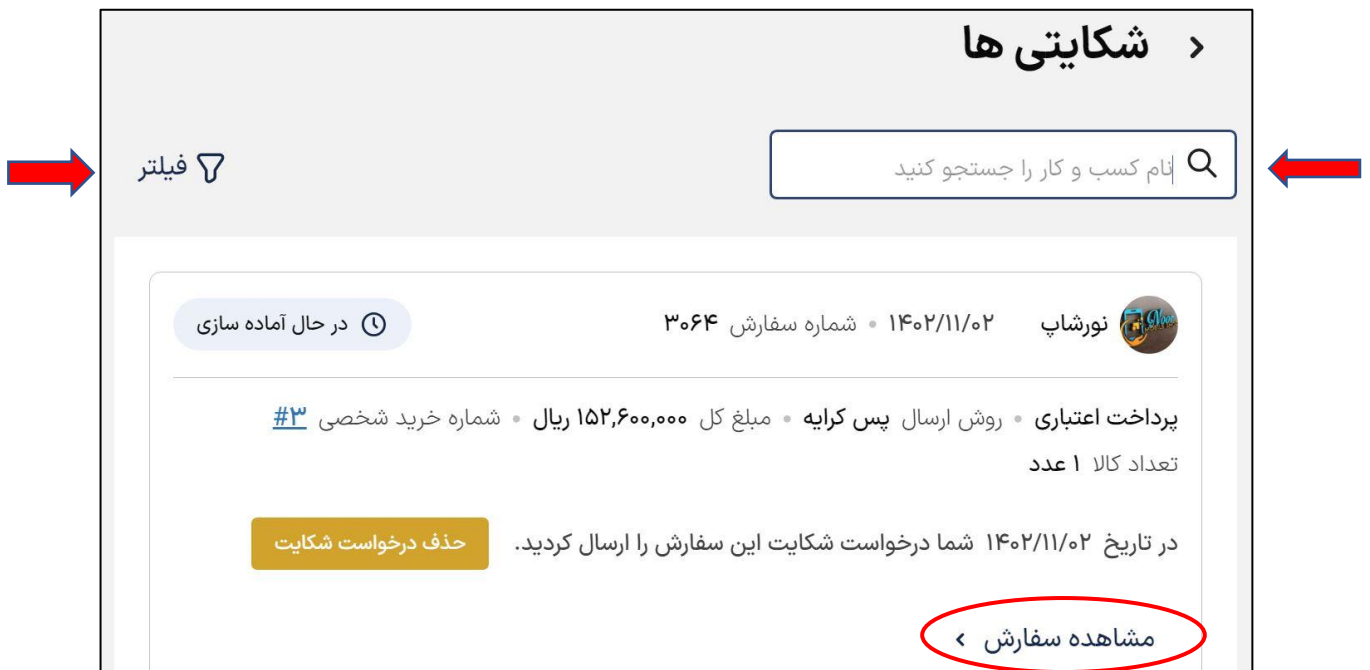 شکایتی ها
نام کسب و کار را جستجو کنید
فیلتر
نورشاپ ۱۴۰۲/۱۱/۰۲ • شماره سفارش ۳۰۶۴ در حال آماده سازی
پرداخت اعتباری • روش ارسال پس کرایه • مبلغ کل ۱۵۲,۶۰۰,۰۰۰ ریال • شماره خرید شخصی #۳
تعداد کالا ۱ عدد
در تاریخ ۱۴۰۲/۱۱/۰۲ شما درخواست شکایت این سفارش را ارسال کردید. حذف درخواست شکایت
مشاهده سفارش